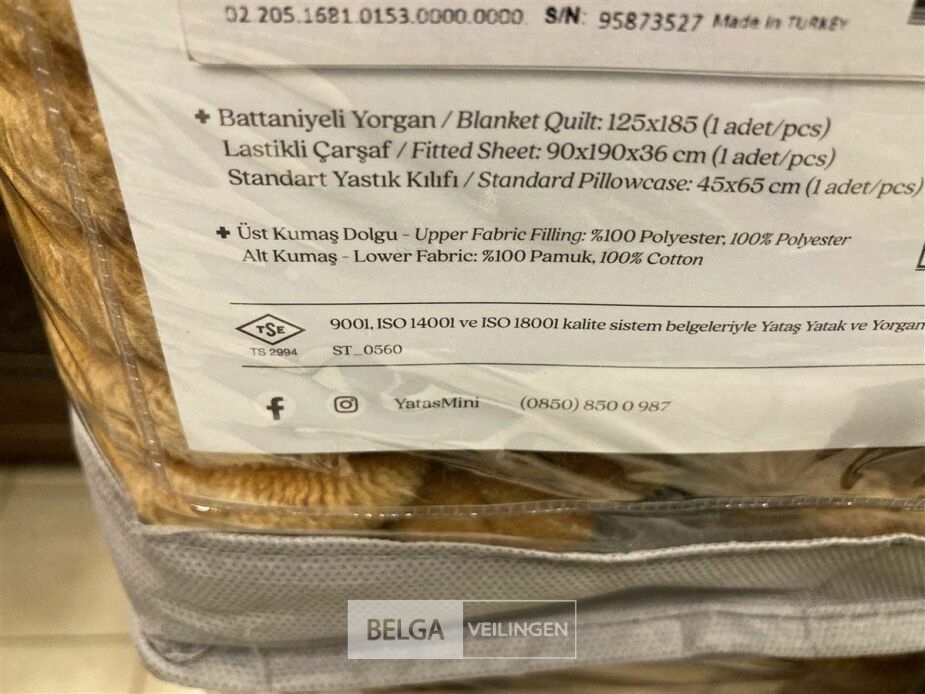 02.205.1681.0153.0000.0000. S/N: 95873527 Made in TURKEY
+ Battaniyeli Yorgan / Blanket Quilt: 125x185 (1 adet/pcs)
Lastikli Çarşaf / Fitted Sheet: 90x190x36 cm (1 adet/pcs)
Standart Yastık Kılıfı / Standard Pillowcase: 45x65 cm (1 adet/pcs)
+ Üst Kumaş Dolgu - Upper Fabric Filling: %100 Polyester, 100% Polyester
Alt Kumaş - Lower Fabric: %100 Pamuk, 100% Cotton
TSE
9001, ISO 14001 ve ISO 18001 kalite sistem belgeleriyle Yataş Yatak ve Yorgan
TS 2994 ST_0560
YatasMini (0850) 850 0 987
BELGA VEILINGEN